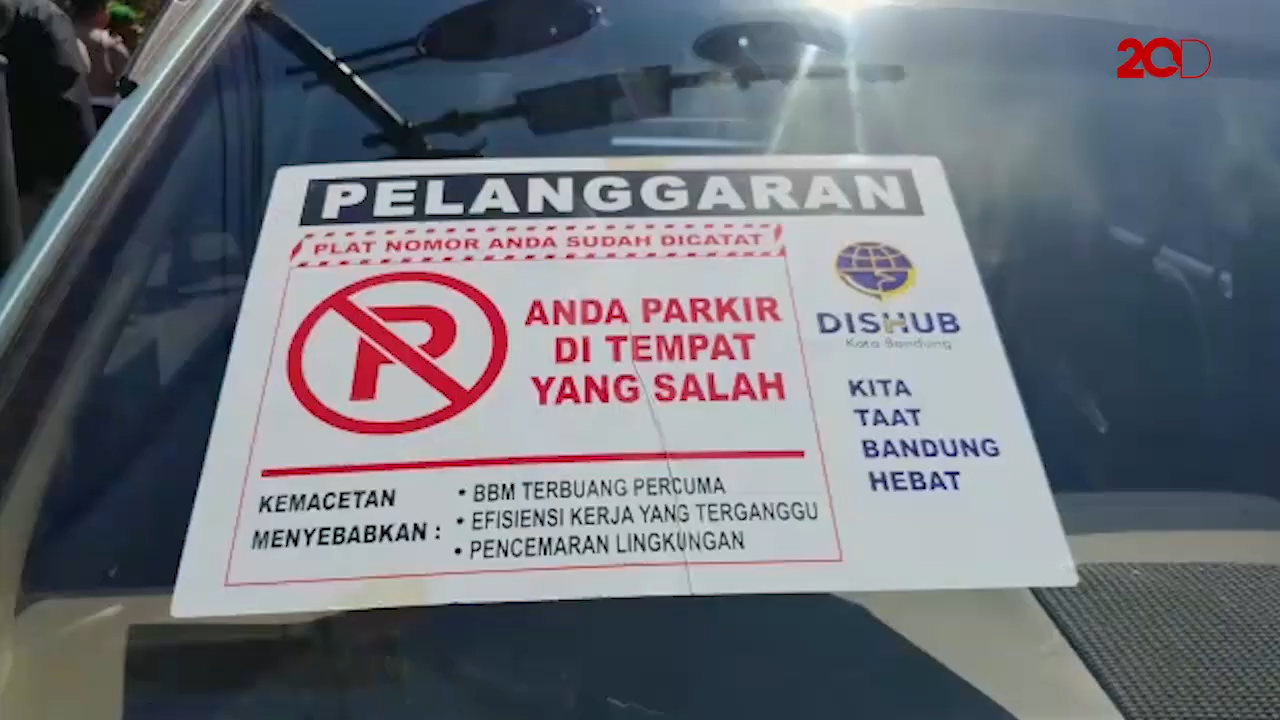 20D
PELANGGARAN
PLAT NOMOR ANDA SUDAH DICATAT
P
ANDA PARKIR
DI TEMPAT
YANG SALAH
DISHUB
Kota Bandung
KITA
TAAT
BANDUNG
HEBAT
KEMACETAN
MENYEBABKAN :
• BBM TERBUANG PERCUMA
• EFISIENSI KERJA YANG TERGANGGU
• PENCEMARAN LINGKUNGAN